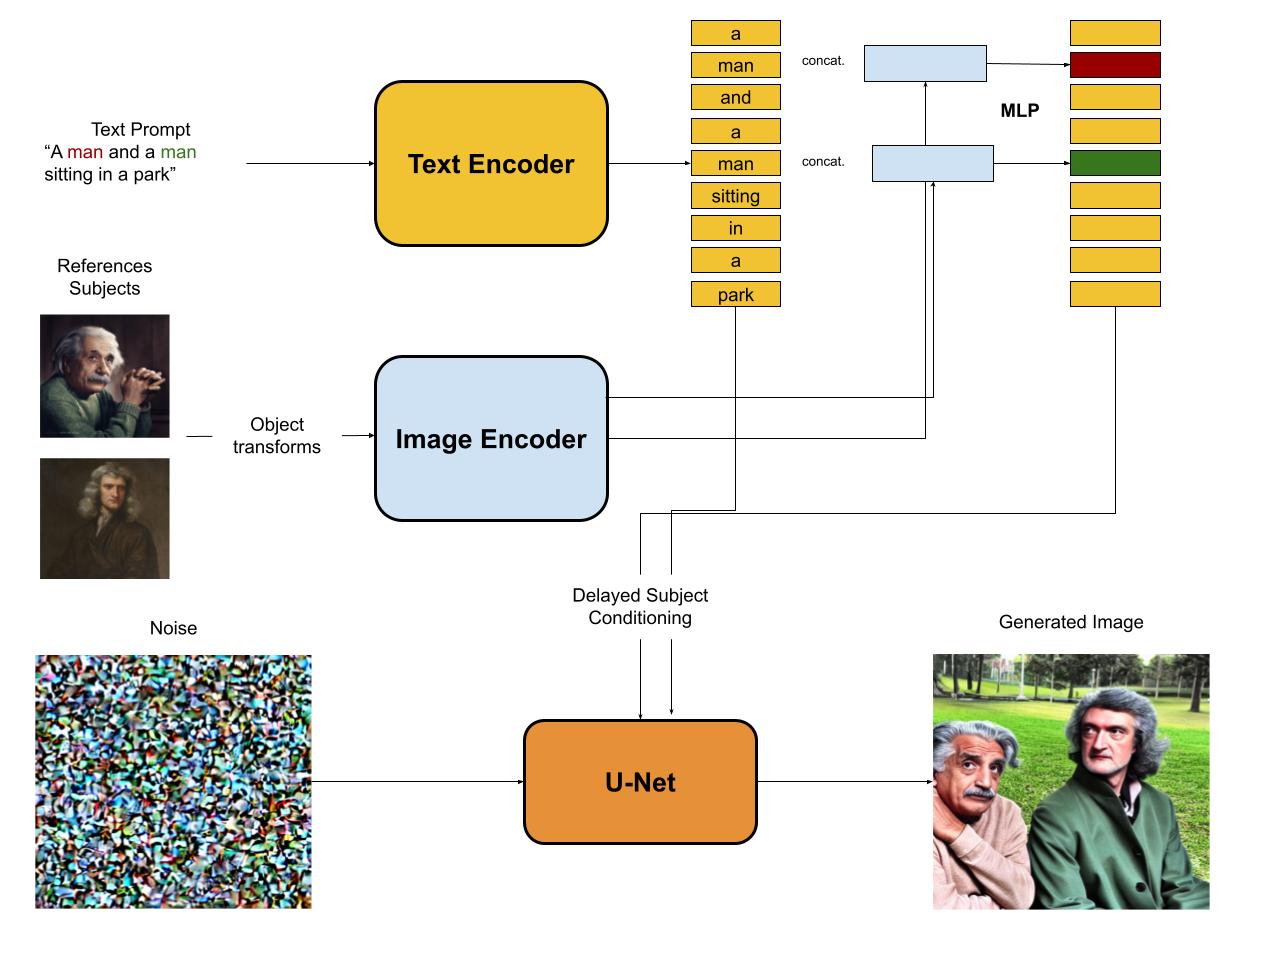 Text Prompt
“A man and a man
sitting in a park”
Text Encoder
a
man
and
a
man
sitting
in
a
park
concat.
concat.
MLP
References
Subjects
Object
transforms
Image Encoder
Delayed Subject
Conditioning
Noise
U-Net
Generated Image